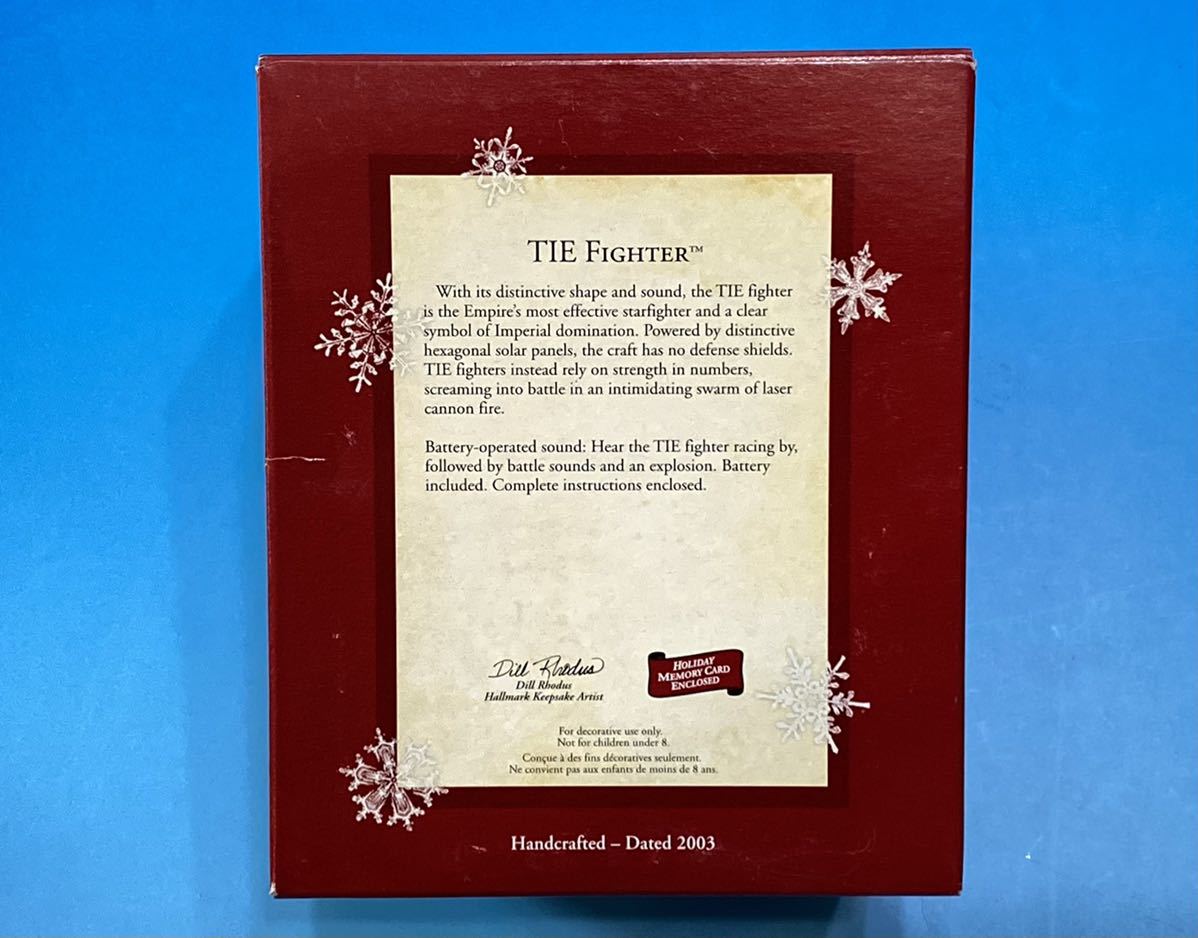 TIE FIGHTER™
With its distinctive shape and sound, the TIE fighter
is the Empire's most effective starfighter and a clear
symbol of Imperial domination. Powered by distinctive
hexagonal solar panels, the craft has no defense shields.
TIE fighters instead rely on strength in numbers,
screaming into battle in an intimidating swarm of laser
cannon fire.
Battery-operated sound: Hear the TIE fighter racing by,
followed by battle sounds and an explosion. Battery
included. Complete instructions enclosed.
Dill Rhodus
Dill Rhodus
Hallmark Keepsake Artist
HOLIDAY
MEMORY CARD
ENCLOSED
For decorative use only.
Not for children under 8.
Conçue à des fins décoratives seulement.
Ne convient pas aux enfants de moins de 8 ans.
Handcrafted – Dated 2003